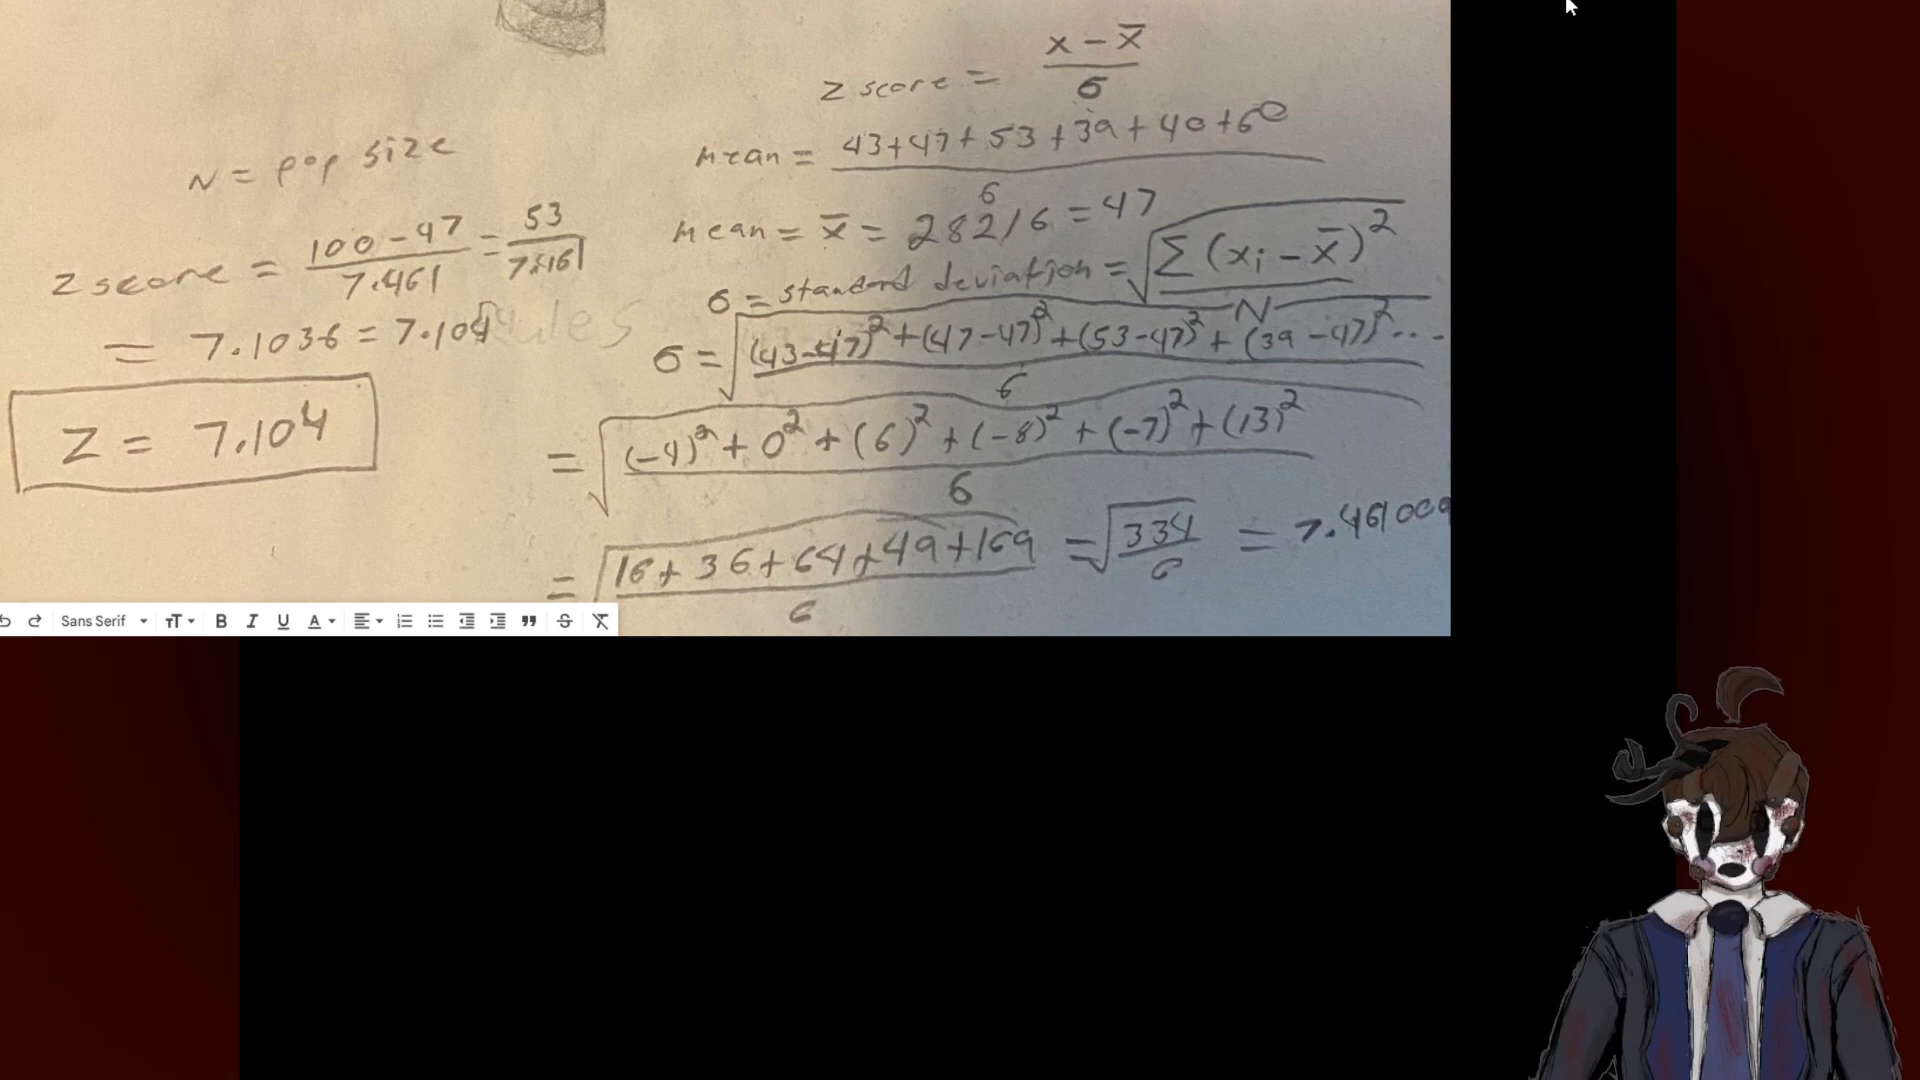 z score = x - x̄ / σ
mean = 43+47+53+39+40+60 / 6
mean = x̄ = 282/6 = 47
σ = standard deviation = √ Σ(xᵢ - x̄)² / N
σ = √ (43-47)² + (47-47)² + (53-47)² + (39-47)² ... / 6
= √ (-4)² + 0² + (6)² + (-8)² + (-7)² + (13)² / 6
= √ 16 + 36 + 64 + 49 + 169 / 6 = √ 334 / 6 = 7.461009
N = pop size
z score = 100 - 47 / 7.461 = 53 / 7.461
= 7.1036 = 7.104
Z = 7.104
Sans Serif